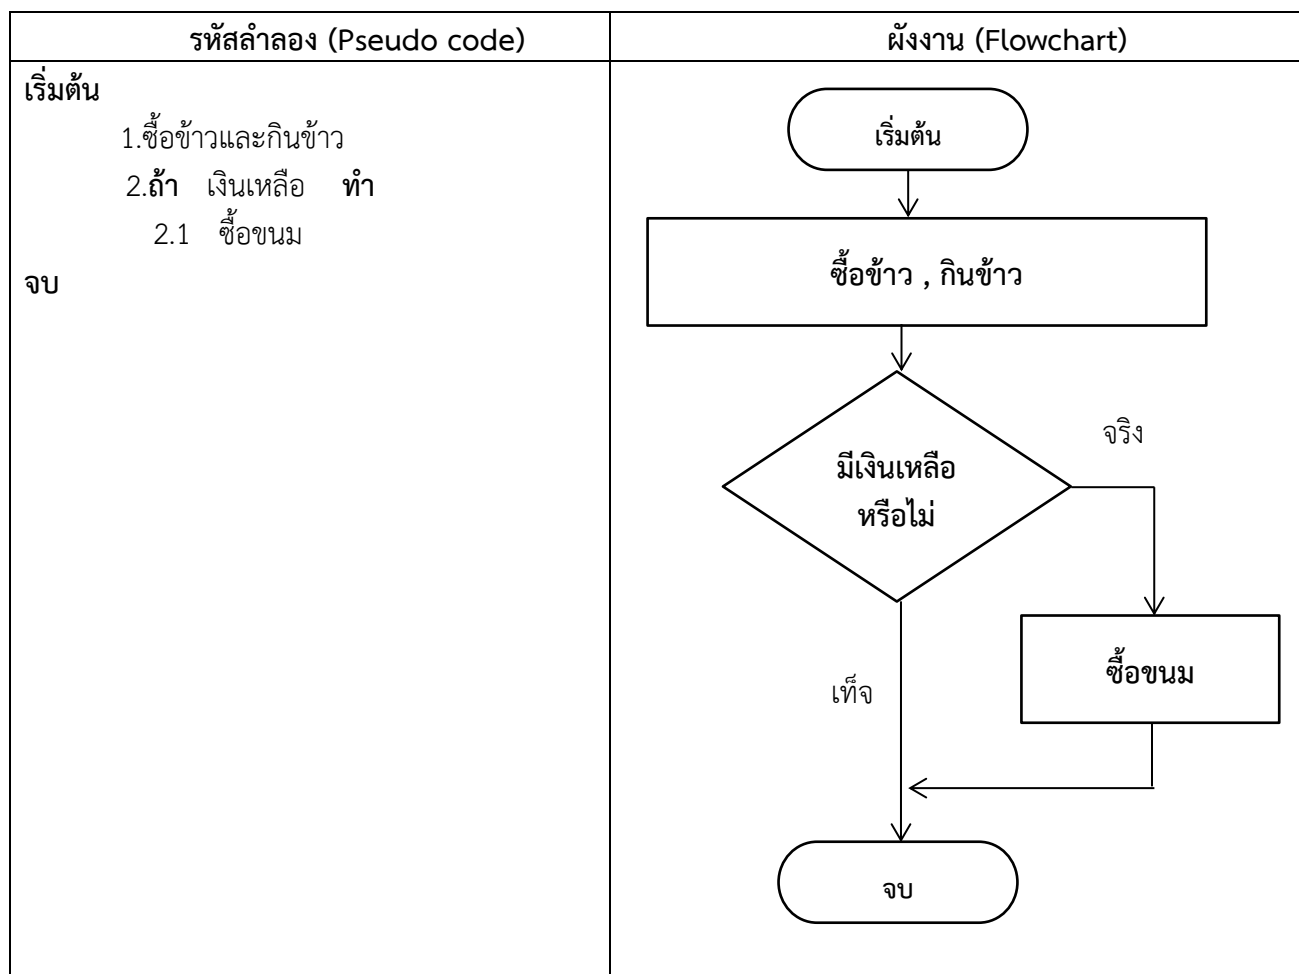 รหัสลำลอง (Pseudo code)
ผังงาน (Flowchart)
เริ่มต้น
1.ซื้อข้าวและกินข้าว
2.ถ้า เงินเหลือ ทำ
2.1 ซื้อขนม
จบ
เริ่มต้น
ซื้อข้าว , กินข้าว
มีเงินเหลือ
หรือไม่
จริง
ซื้อขนม
เท็จ
จบ